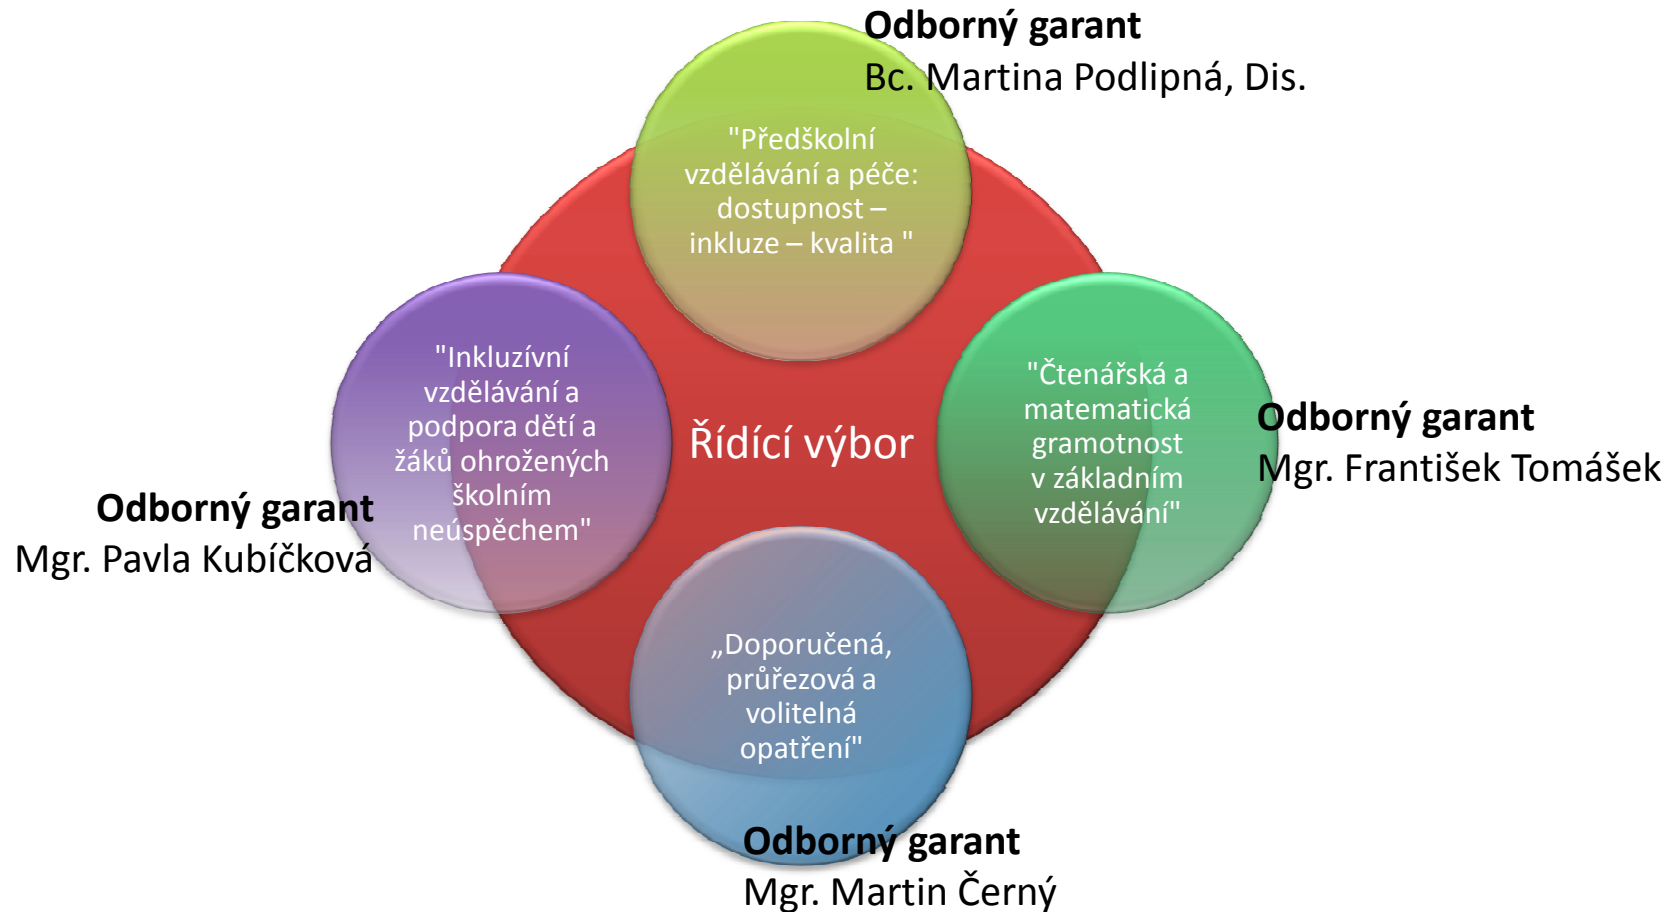 Odborný garant
Bc. Martina Podlipná, Dis.
"Předškolní
vzdělávání a péče:
dostupnost –
inkluze – kvalita "
"Inkluzívní
vzdělávání a
podpora dětí a
žáků ohrožených
školním
neúspěchem"
Odborný garant
Mgr. Pavla Kubíčková
Řídící výbor
"Čtenářská a
matematická
gramotnost
v základním
vzdělávání"
Odborný garant
Mgr. František Tomášek
„Doporučená,
průřezová a
volitelná
opatření"
Odborný garant
Mgr. Martin Černý